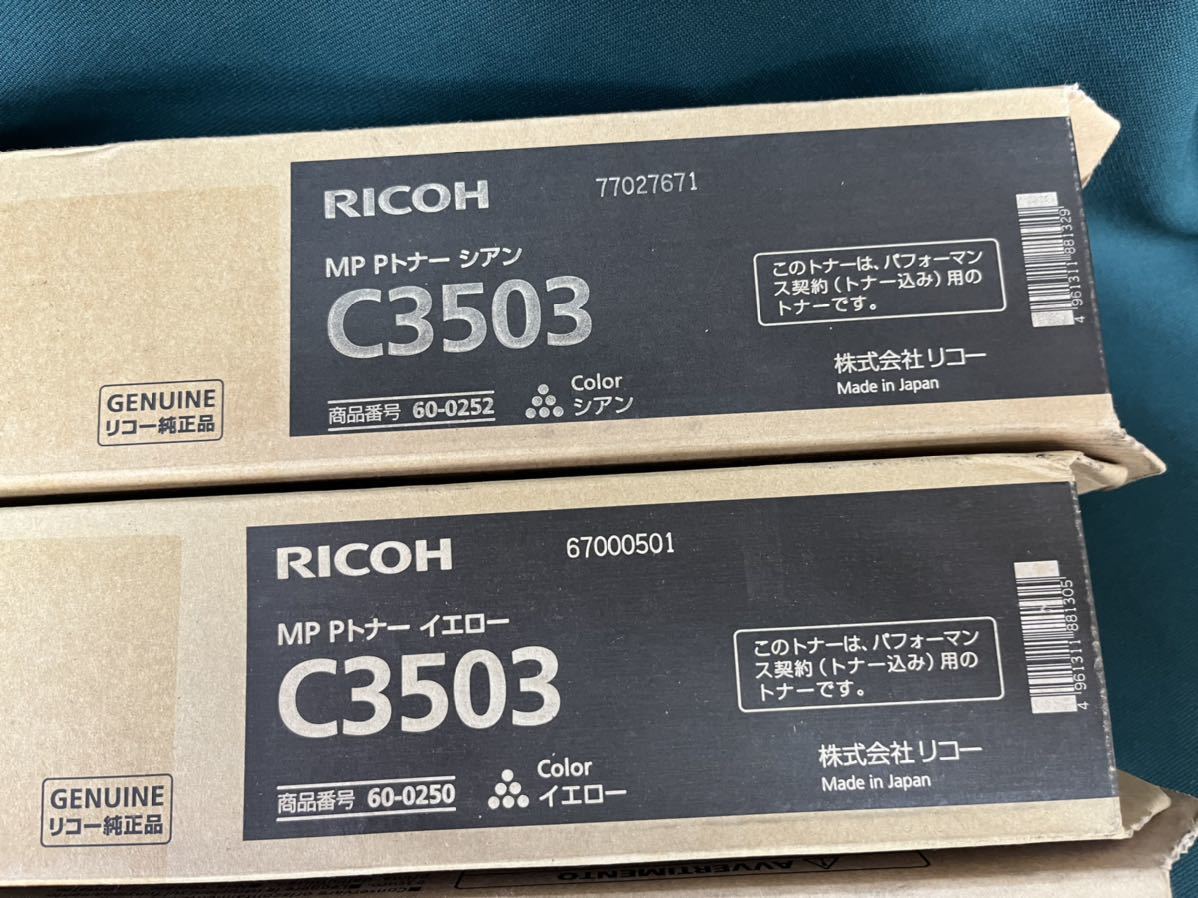 RICOH
77027671
MP Pトナー シアン
C3503
商品番号 60-0252
Color
シアン
このトナーは、パフォーマン
ス契約（トナー込み）用の
トナーです。
株式会社 リコー
Made in Japan
4 961311 881329
GENUINE
リコー純正品
RICOH
67000501
MP Pトナー イエロー
C3503
商品番号 60-0250
Color
イエロー
このトナーは、パフォーマン
ス契約（トナー込み）用の
トナーです。
株式会社 リコー
Made in Japan
4 961311 881305
GENUINE
リコー純正品
AVVERTIMENTO